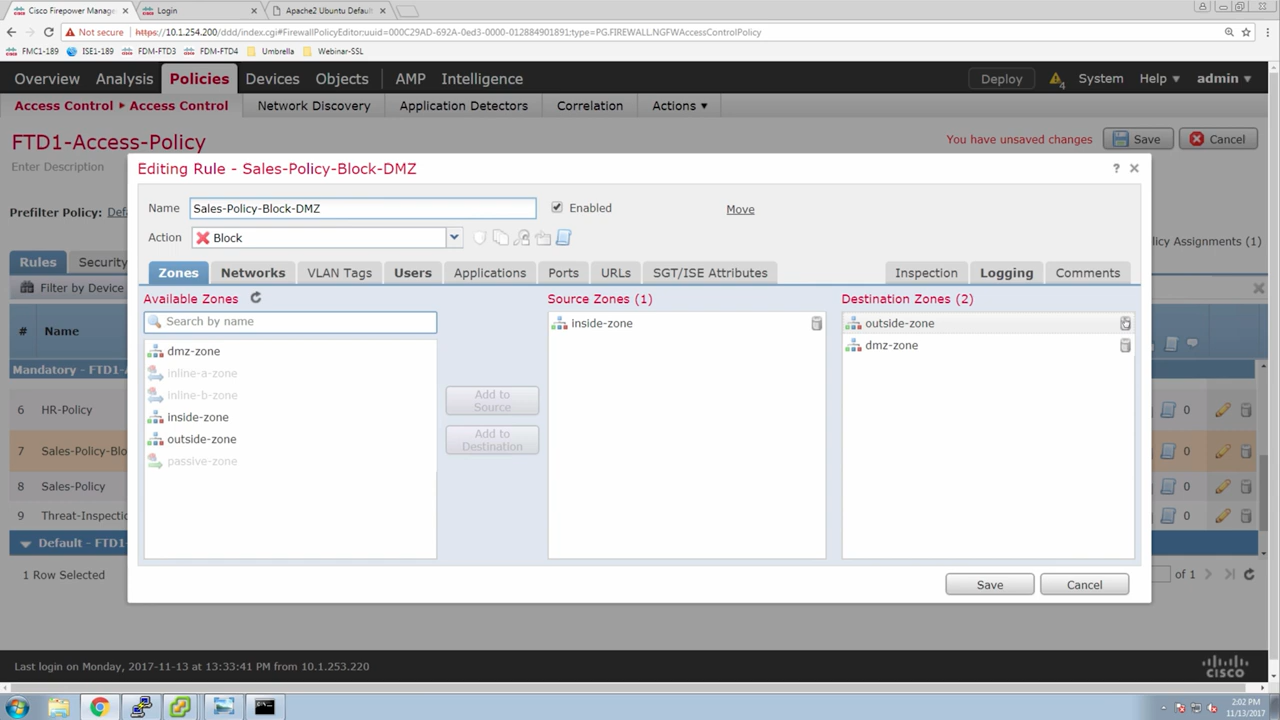 Cisco Firepower Manage
Login
Apache2 Ubuntu Default
Not secure
https://10.1.254.200/ddd/index.cgi#FirewallPolicyEditor:uuid=000C29AD-692A-0ed3-0000-012884901891;type=PG.FIREWALL.NGFWAccessControlPolicy
FMC1-189 ISE1-189 FDM-FTD3 FDM-FTD4 Umbrella Webinar-SSL
Overview Analysis Policies Devices Objects AMP Intelligence Deploy 4 System Help admin
Access Control Access Control Network Discovery Application Detectors Correlation Actions
FTD1-Access-Policy
You have unsaved changes Save Cancel
Enter Description
Editing Rule - Sales-Policy-Block-DMZ ?
Prefilter Policy: Def
Name Sales-Policy-Block-DMZ Enabled Move
Action Block
licy Assignments (1)
Rules Security
Zones Networks VLAN Tags Users Applications Ports URLs SGT/ISE Attributes Inspection Logging Comments
Filter by Device
Available Zones Source Zones (1) Destination Zones (2)
Search by name
inside-zone
outside-zone
# Name
dmz-zone
dmz-zone
Mandatory - FTD1-A
inline-a-zone
inline-b-zone
6 HR-Policy 0
inside-zone
Add to
Source
outside-zone
Add to
Destination
7 Sales-Policy-Blo 0
passive-zone
8 Sales-Policy 0
9 Threat-Inspectio 0
Default - FTD1-
1 Row Selected of 1
Save Cancel
Last login on Monday, 2017-11-13 at 13:33:41 PM from 10.1.253.220
CISCO
2:02 PM
11/13/2017